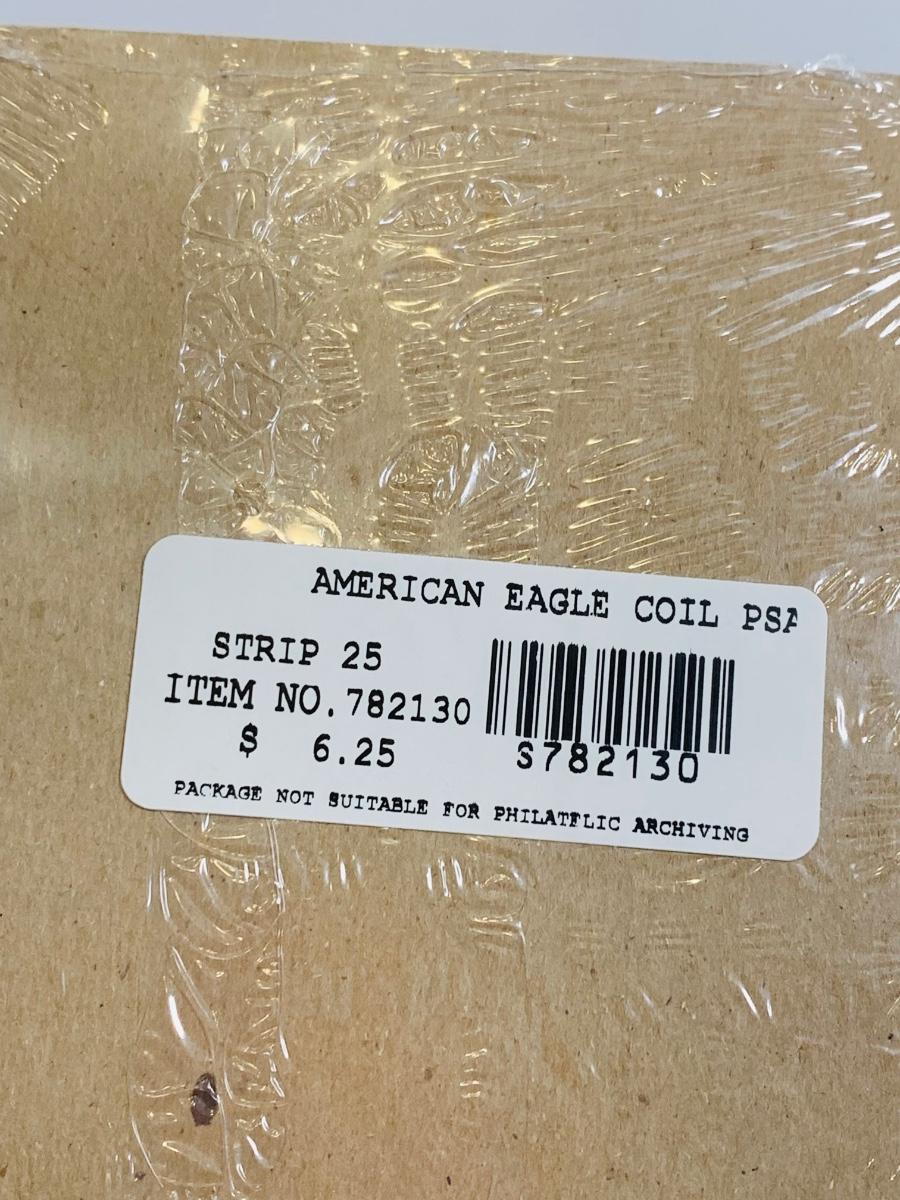 AMERICAN EAGLE COIL PSA
STRIP 25
ITEM NO.782130
$ 6.25
S782130
PACKAGE NOT SUITABLE FOR PHILATELIC ARCHIVING